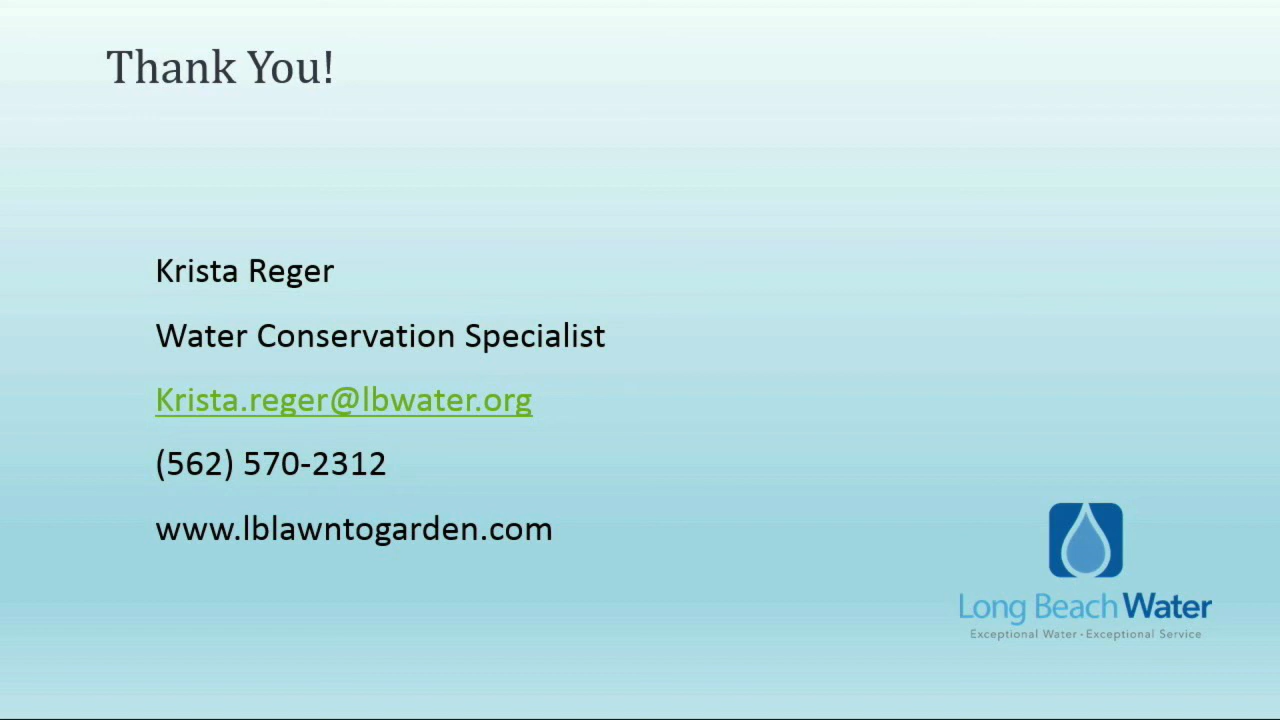 Thank You!
Krista Reger
Water Conservation Specialist
Krista.reger@lbwater.org
(562) 570-2312
www.lblawntogarden.com
Long Beach Water
Exceptional Water · Exceptional Service